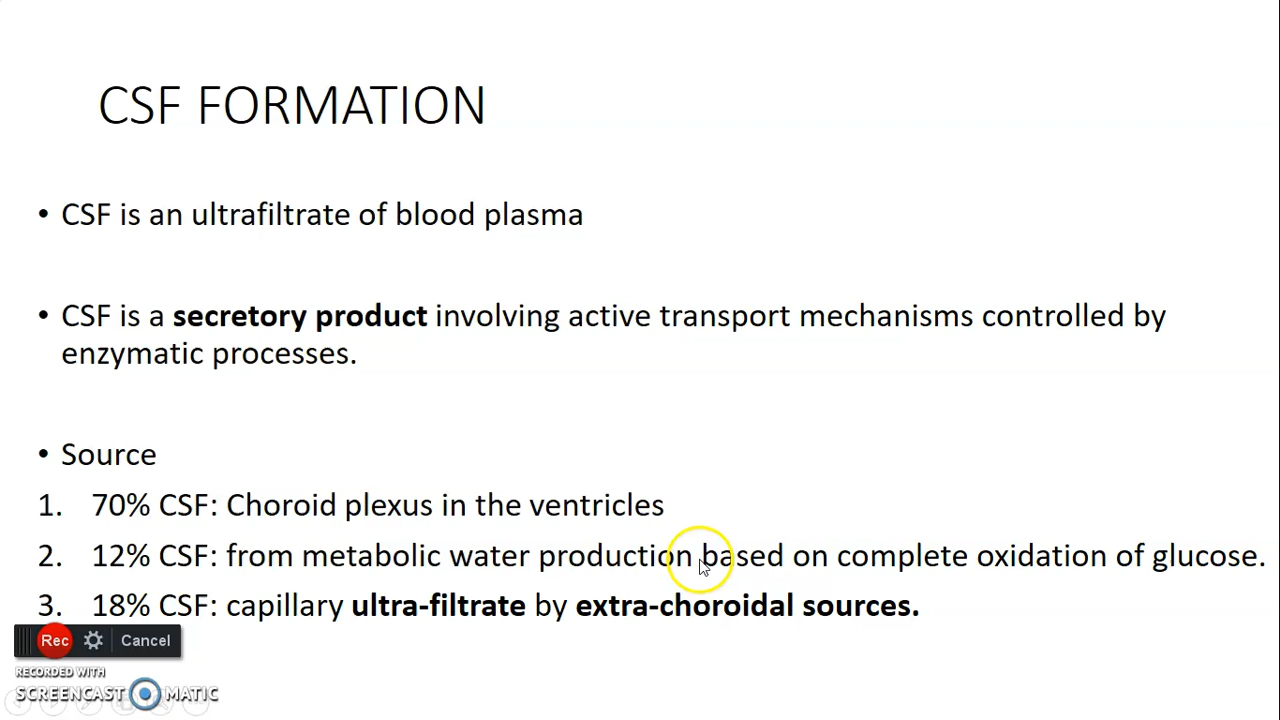 CSF FORMATION
• CSF is an ultrafiltrate of blood plasma
• CSF is a secretory product involving active transport mechanisms controlled by
enzymatic processes.
• Source
1. 70% CSF: Choroid plexus in the ventricles
2. 12% CSF: from metabolic water production based on complete oxidation of glucose.
3. 18% CSF: capillary ultra-filtrate by extra-choroidal sources.
Rec Cancel
RECORDED WITH
SCREENCAST MATIC